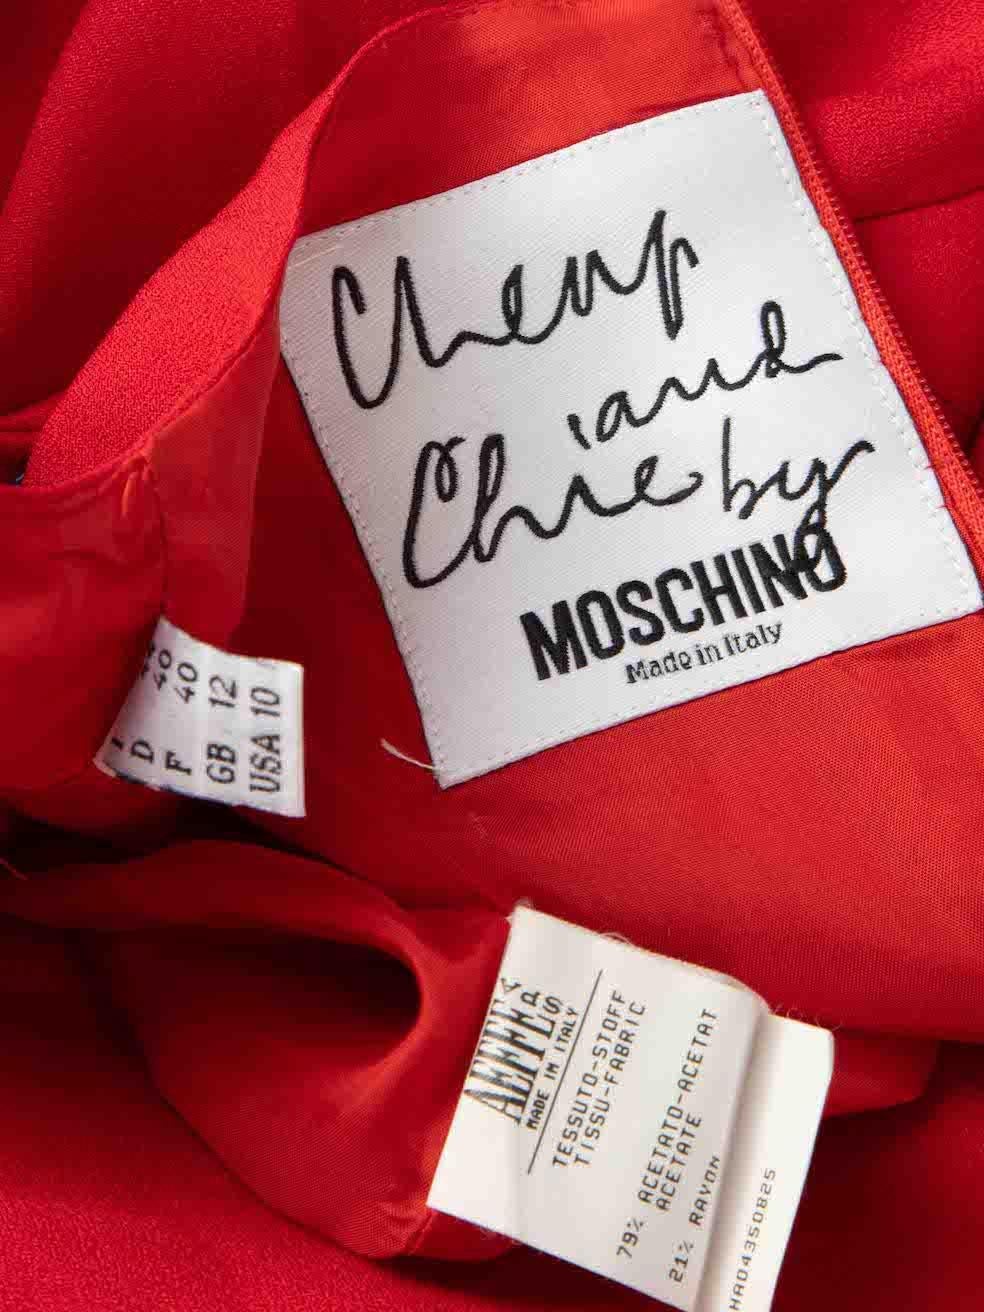 Cheap
and
Chic by
MOSCHINO
Made in Italy
I
D 40
F 40
GB 12
USA 10
AEFFE
MADE IN ITALY
TESSUTO-STOFF
TISSU-FABRIC
79% ACETATO-ACETAT
ACETATE
21% RAYON
HA04350825